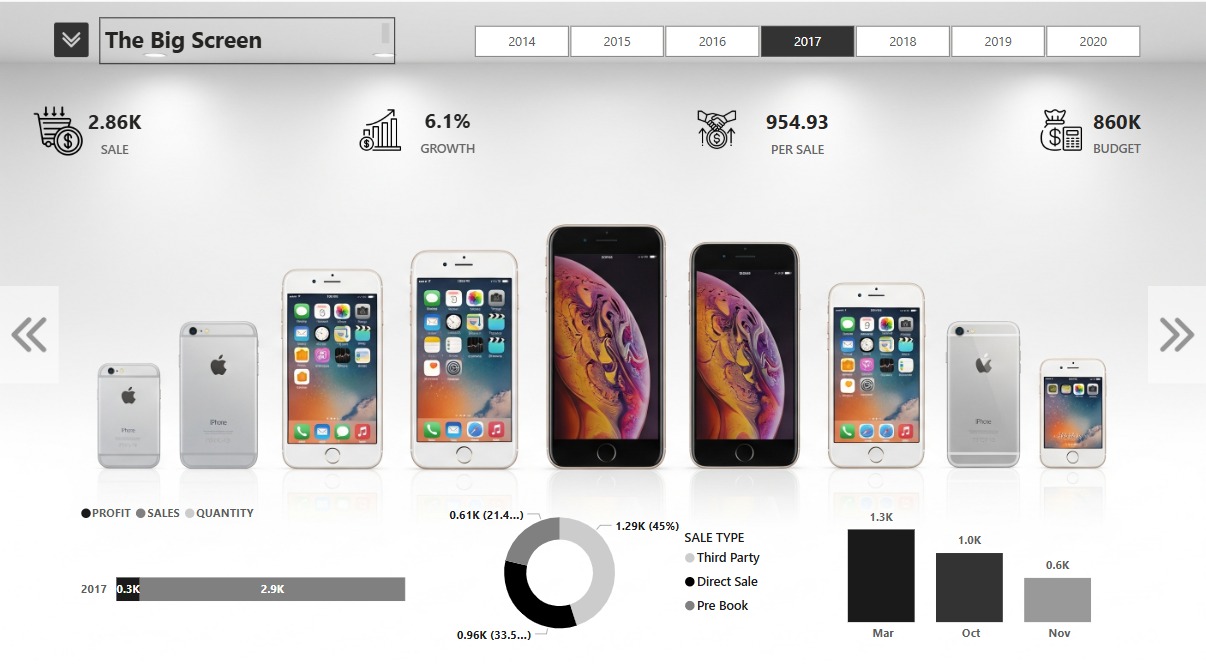 The Big Screen
2014 2015 2016 2017 2018 2019 2020
2.86K
SALE
6.1%
GROWTH
954.93
PER SALE
860K
BUDGET
iPhone
iPhone
iPhone
PROFIT SALES QUANTITY
2017 0.3K 2.9K
0.61K (21.4...)
1.29K (45%)
0.96K (33.5...)
SALE TYPE
Third Party
Direct Sale
Pre Book
1.3K
1.0K
0.6K
Mar Oct Nov